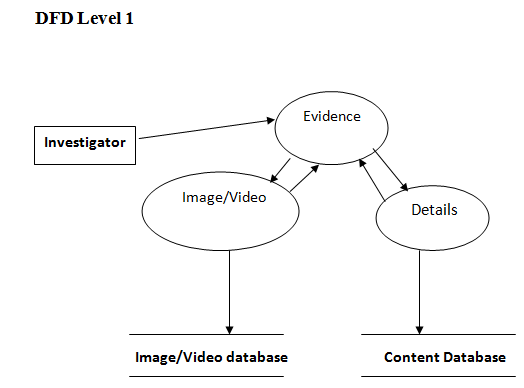 DFD Level 1
Evidence
Investigator
Image/Video
Details
Image/Video database
Content Database